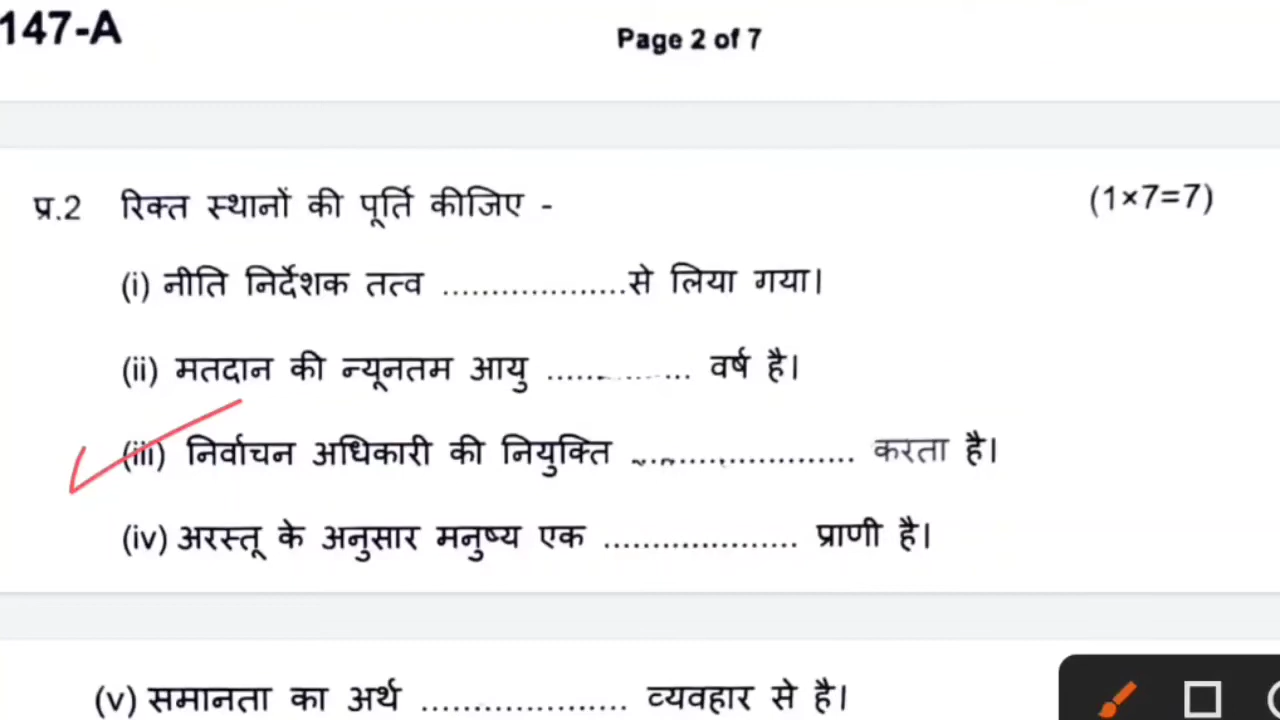 147-A
Page 2 of 7
प्र.2 रिक्त स्थानों की पूर्ति कीजिए - (1×7=7)
(i) नीति निर्देशक तत्व ...................से लिया गया।
(ii) मतदान की न्यूनतम आयु ............... वर्ष है।
(iii) निर्वाचन अधिकारी की नियुक्ति ....................... करता है।
(iv) अरस्तू के अनुसार मनुष्य एक .................... प्राणी है।
(v) समानता का अर्थ ..................... व्यवहार से है।